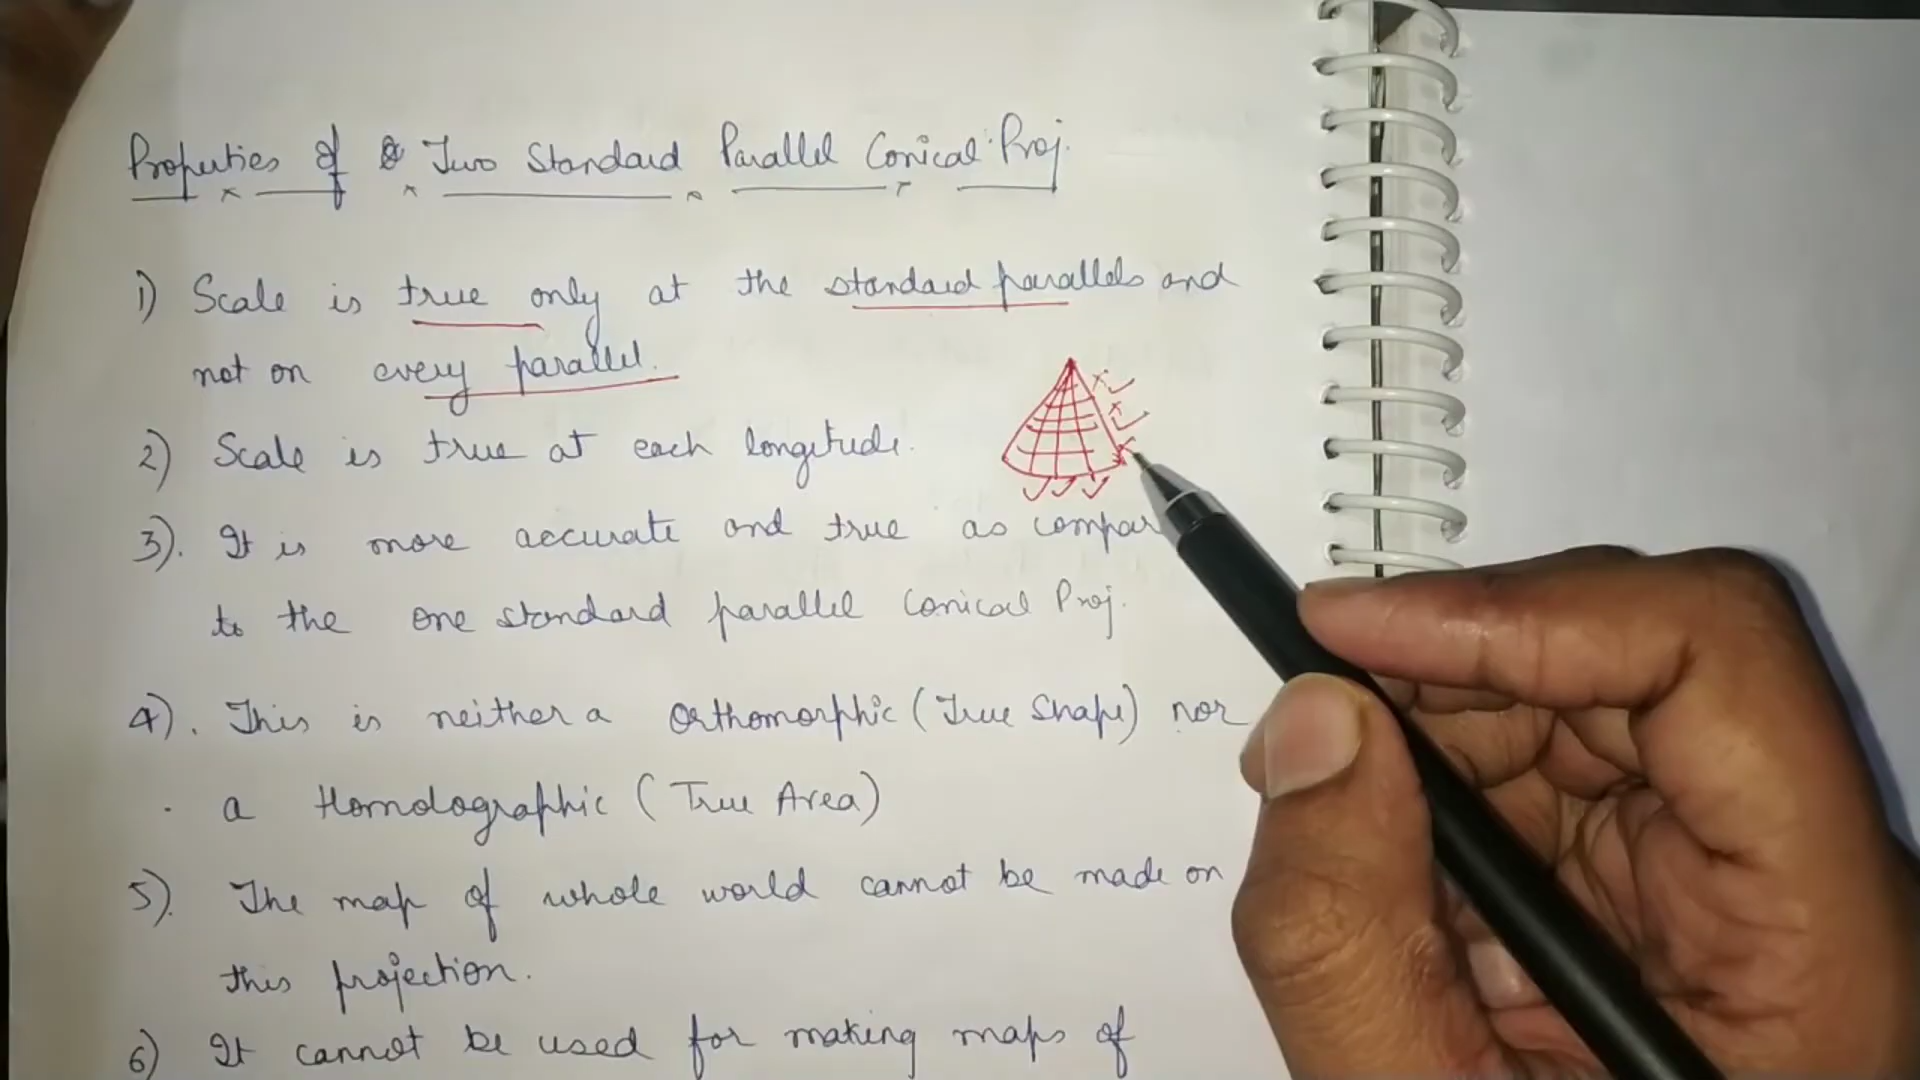 Properties of Two Standard Parallel Conical Proj.
1) Scale is true only at the standard parallels and
not on every parallel.
2) Scale is true at each longitude.
3). It is more accurate and true as compar
to the one standard parallel Conical Proj.
4). This is neither a Orthomorphic (True Shape) nor
a Homolographic (True Area)
5). The map of whole world cannot be made on
this projection.
6) It cannot be used for making maps of